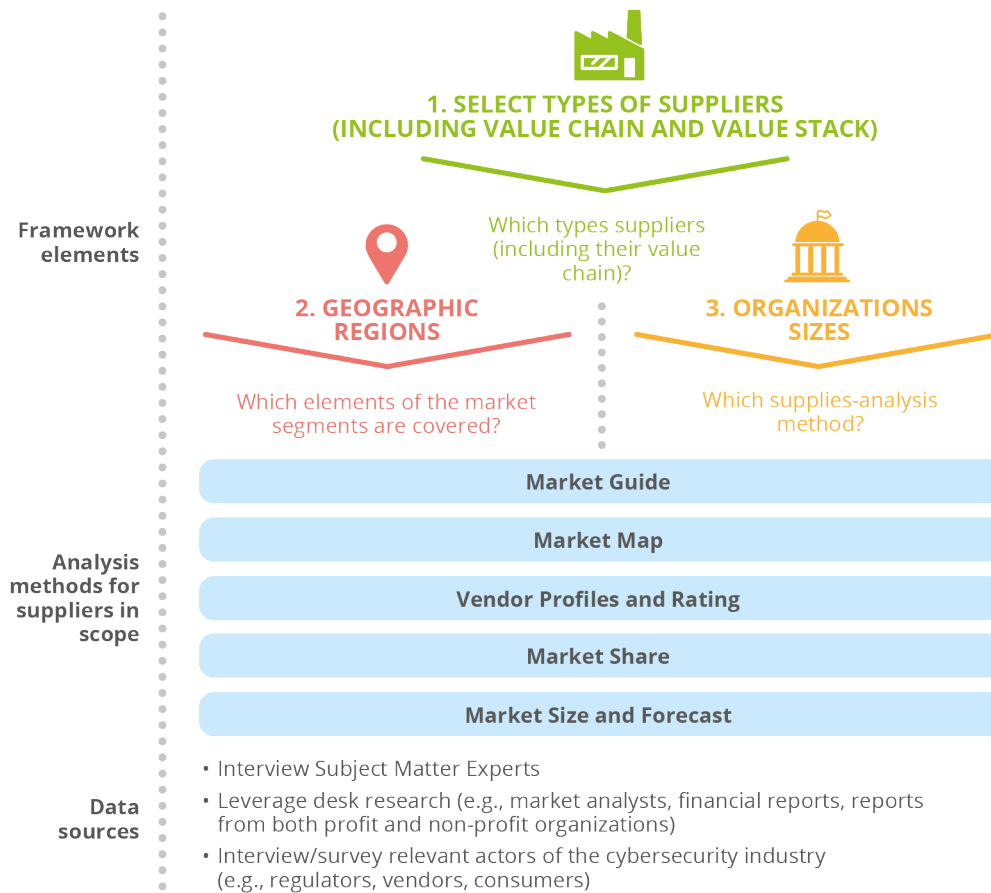 1. SELECT TYPES OF SUPPLIERS
(INCLUDING VALUE CHAIN AND VALUE STACK)
Framework
elements
Which types suppliers
(including their value
chain)?
2. GEOGRAPHIC
REGIONS
Which elements of the market
segments are covered?
3. ORGANIZATIONS
SIZES
Which supplies-analysis
method?
Analysis
methods for
suppliers in
scope
Market Guide
Market Map
Vendor Profiles and Rating
Market Share
Market Size and Forecast
Data
sources
• Interview Subject Matter Experts
• Leverage desk research (e.g., market analysts, financial reports, reports
from both profit and non-profit organizations)
• Interview/survey relevant actors of the cybersecurity industry
(e.g., regulators, vendors, consumers)